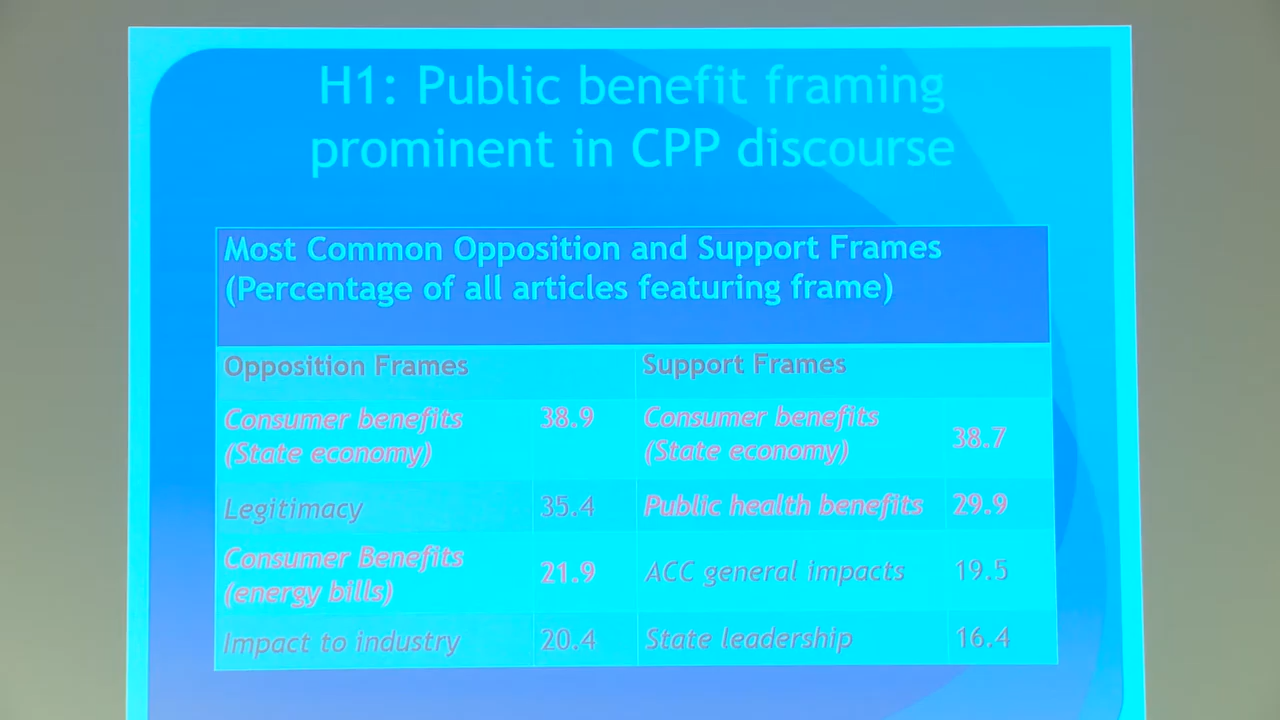 H1: Public benefit framing
prominent in CPP discourse
Most Common Opposition and Support Frames
(Percentage of all articles featuring frame)
Opposition Frames
Support Frames
Consumer benefits
(State economy)
38.9
Consumer benefits
(State economy)
38.7
Legitimacy
35.4
Public health benefits
29.9
Consumer Benefits
(energy bills)
21.9
ACC general impacts
19.5
Impact to industry
20.4
State leadership
16.4